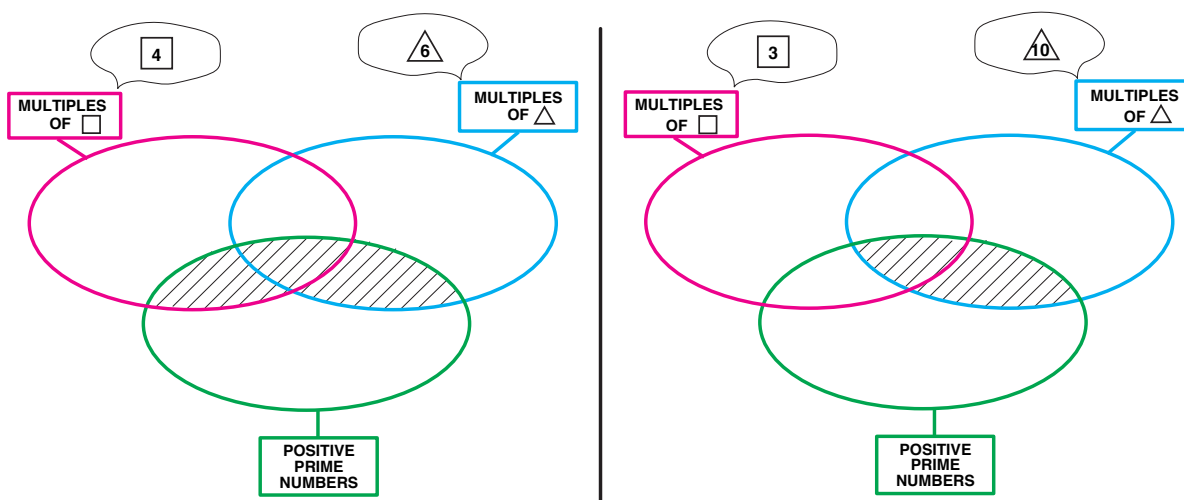 4
6
MULTIPLES
OF
MULTIPLES
OF
POSITIVE
PRIME
NUMBERS
3
10
MULTIPLES
OF
MULTIPLES
OF
POSITIVE
PRIME
NUMBERS